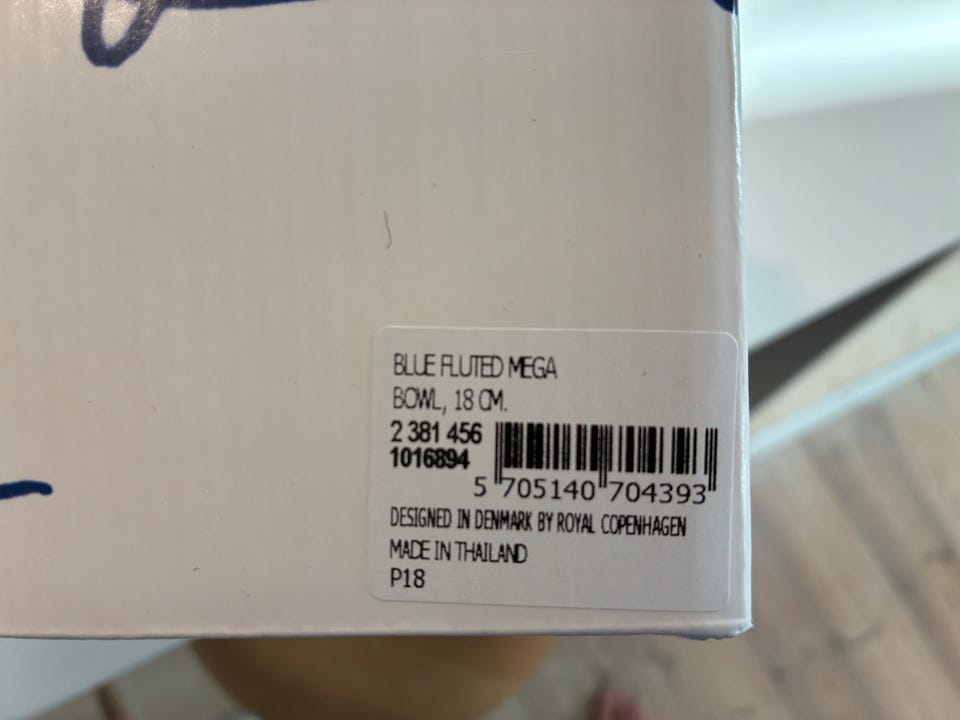 BLUE FLUTED MEGA
BOWL, 18 CM.
2 381 456
1016894
5 705140 704393
DESIGNED IN DENMARK BY ROYAL COPENHAGEN
MADE IN THAILAND
P18